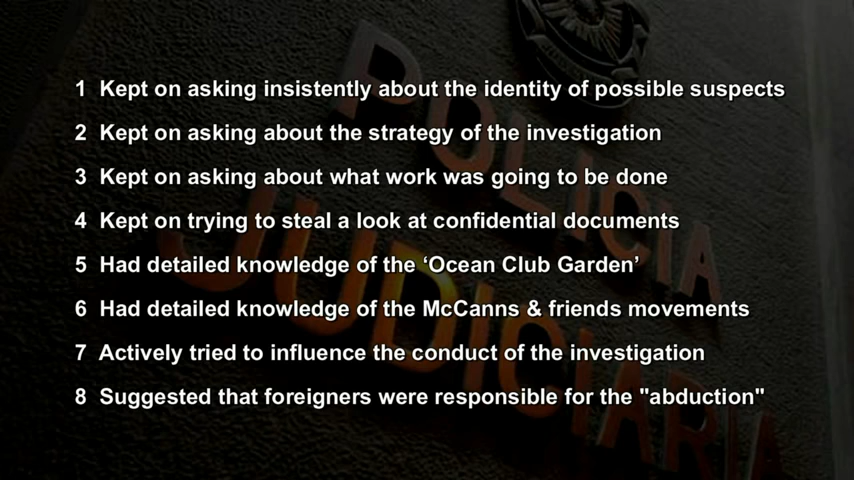 POLICIA
JUDICIARIA
1 Kept on asking insistently about the identity of possible suspects
2 Kept on asking about the strategy of the investigation
3 Kept on asking about what work was going to be done
4 Kept on trying to steal a look at confidential documents
5 Had detailed knowledge of the ‘Ocean Club Garden’
6 Had detailed knowledge of the McCanns & friends movements
7 Actively tried to influence the conduct of the investigation
8 Suggested that foreigners were responsible for the "abduction"